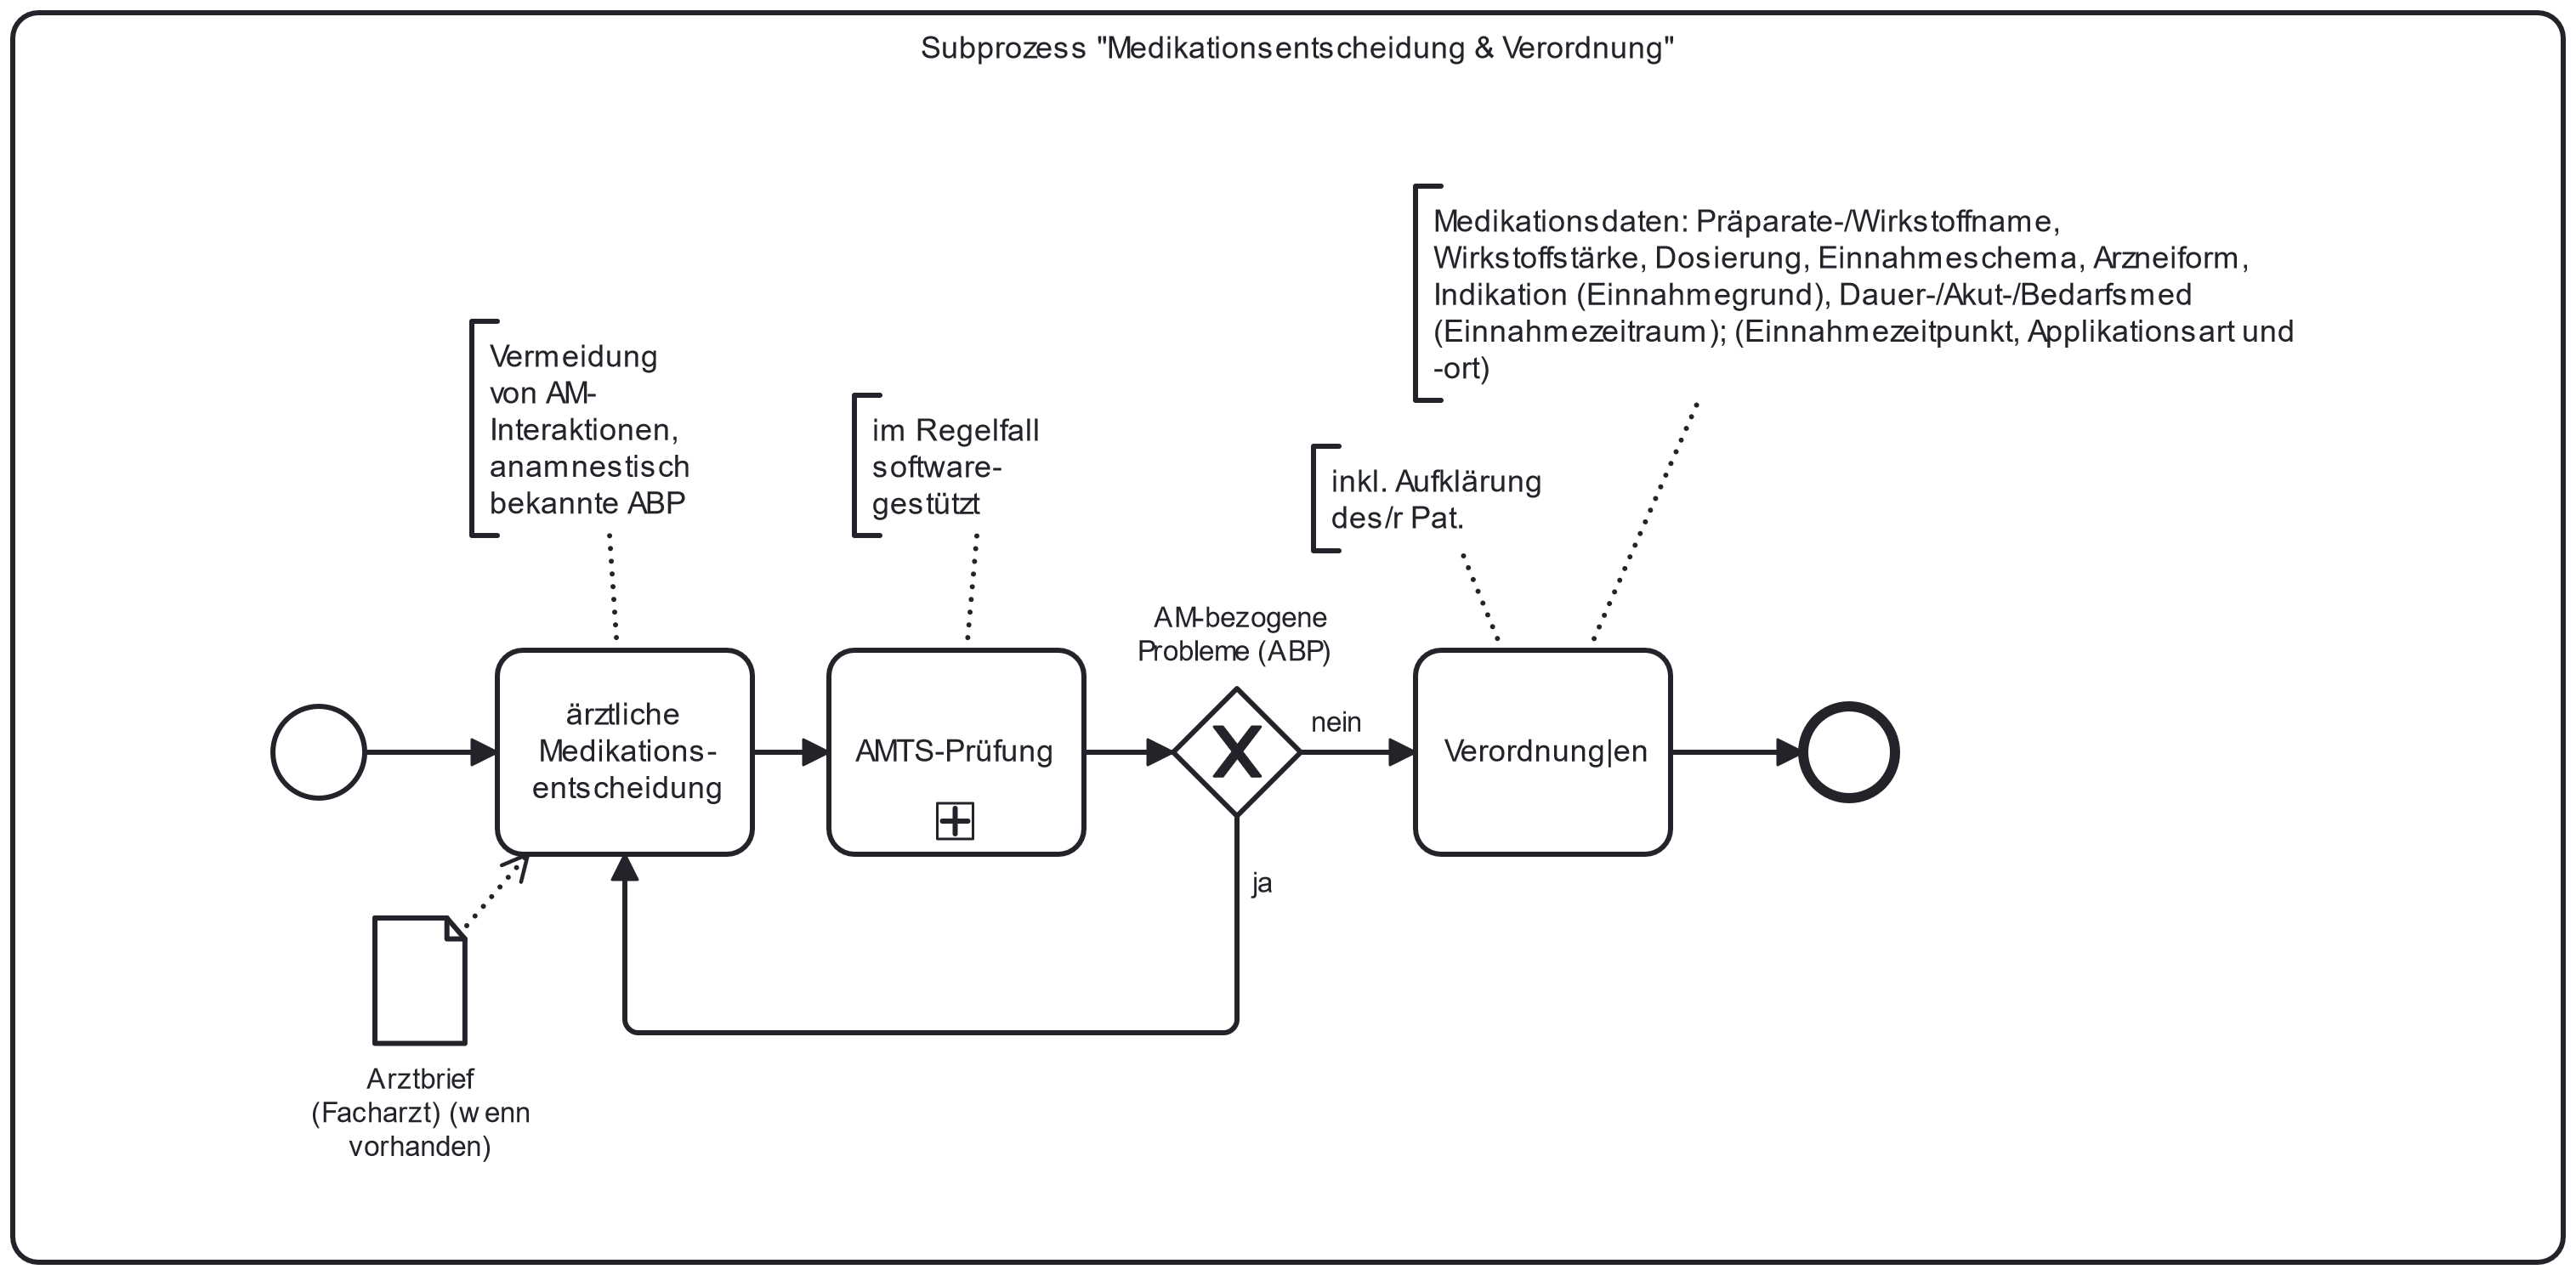 Subprozess "Medikationsentscheidung & Verordnung"
Medikationsdaten: Präparate-/Wirkstoffname,
Wirkstoffstärke, Dosierung, Einnahmeschema, Arzneiform,
Indikation (Einnahmegrund), Dauer-/Akut-/Bedarfsmed
(Einnahmezeitraum); (Einnahmezeitpunkt, Applikationsart und
-ort)
Vermeidung
von AM-
Interaktionen,
anamnestisch
bekannte ABP
im Regelfall
software-
gestützt
inkl. Aufklärung
des/r Pat.
AM-bezogene
Probleme (ABP)
ärztliche
Medikations-
entscheidung
AMTS-Prüfung
nein
Verordnung|en
ja
Arztbrief
(Facharzt) (wenn
vorhanden)